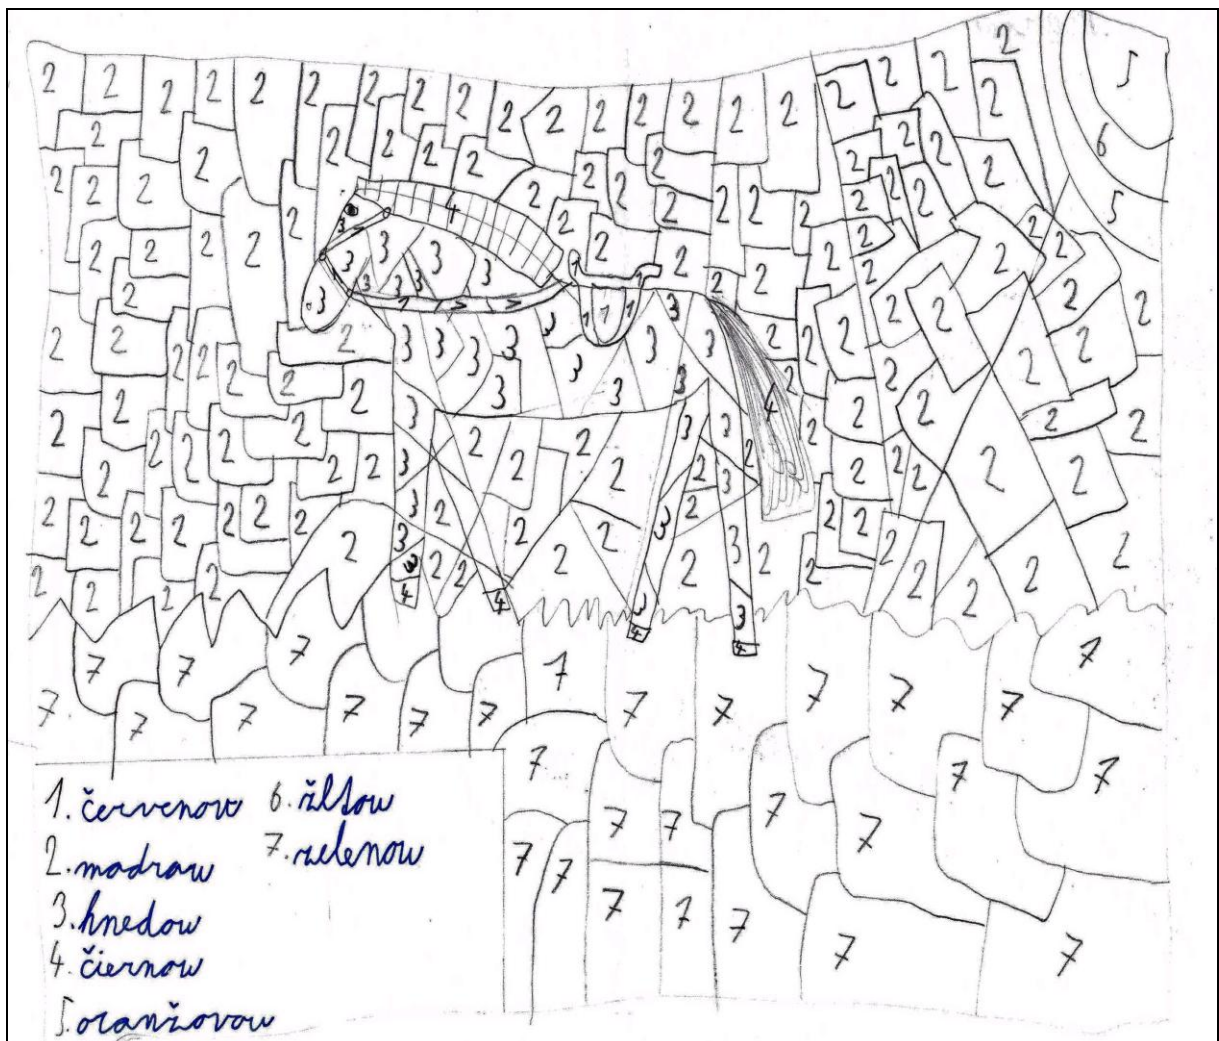 1. červenou
2. modrou
3. hnedou
4. čiernou
5. oranžovou
6. žltou
7. zelenou